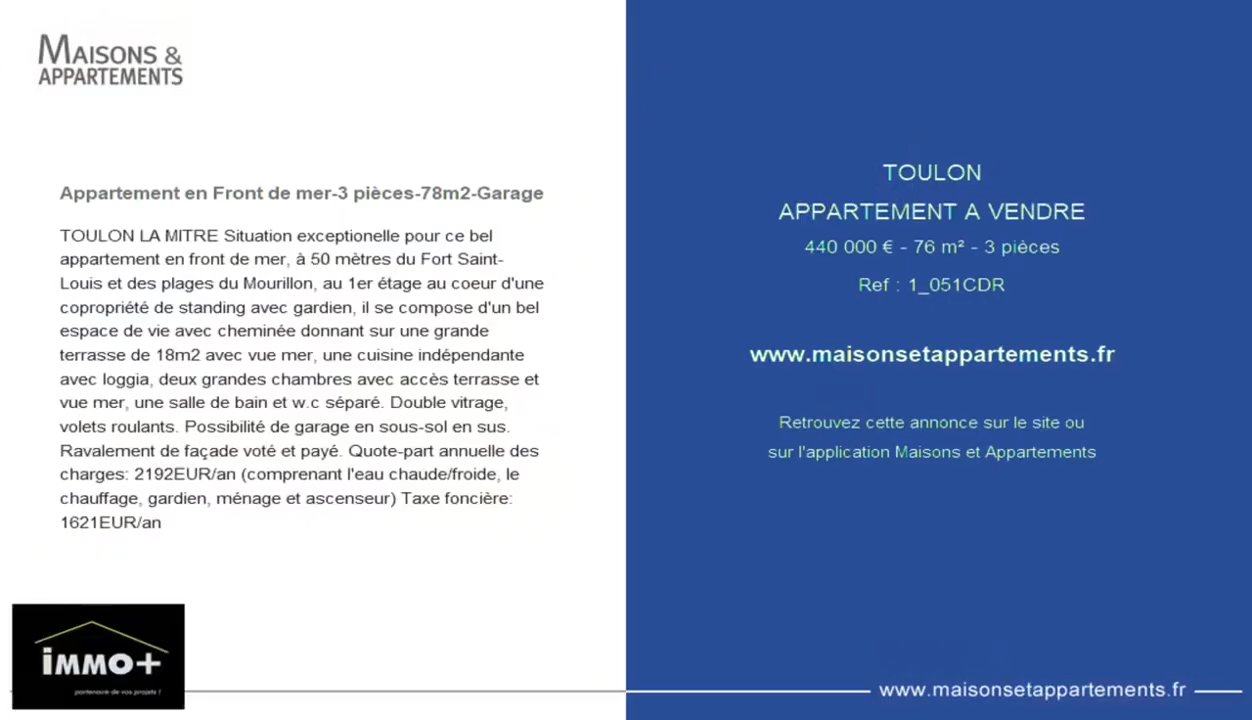 MAISONS &
APPARTEMENTS
Appartement en Front de mer-3 pièces-78m2-Garage
TOULON LA MITRE Situation exceptionelle pour ce bel
appartement en front de mer, à 50 mètres du Fort Saint-
Louis et des plages du Mourillon, au 1er étage au coeur d'une
copropriété de standing avec gardien, il se compose d'un bel
espace de vie avec cheminée donnant sur une grande
terrasse de 18m2 avec vue mer, une cuisine indépendante
avec loggia, deux grandes chambres avec accès terrasse et
vue mer, une salle de bain et w.c séparé. Double vitrage,
volets roulants. Possibilité de garage en sous-sol en sus.
Ravalement de façade voté et payé. Quote-part annuelle des
charges: 2192EUR/an (comprenant l'eau chaude/froide, le
chauffage, gardien, ménage et ascenseur) Taxe foncière:
1621EUR/an
iMMO+
partenaire de vos projets !
TOULON
APPARTEMENT A VENDRE
440 000 € - 76 m² - 3 pièces
Ref : 1_051CDR
www.maisonsetappartements.fr
Retrouvez cette annonce sur le site ou
sur l'application Maisons et Appartements
www.maisonsetappartements.fr